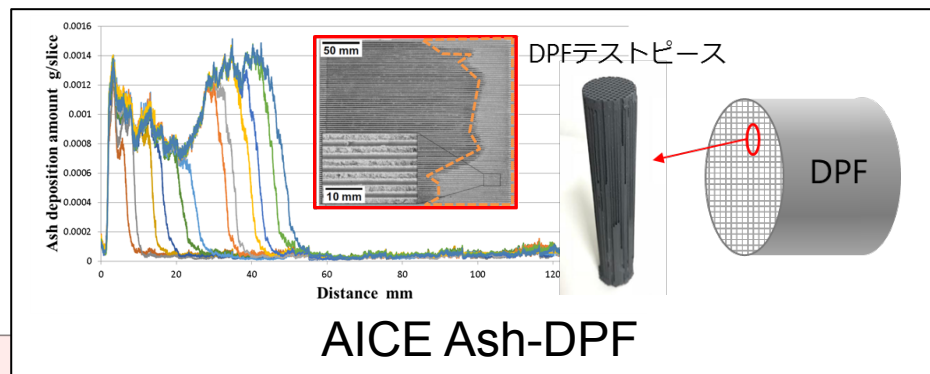 0.0016
0.0014
0.0012
0.001
0.0008
0.0006
0.0004
0.0002
0
0
20
40
60
80
100
120
Ash deposition amount g/slice
Distance mm
50 mm
10 mm
DPFテストピース
DPF
AICE Ash-DPF